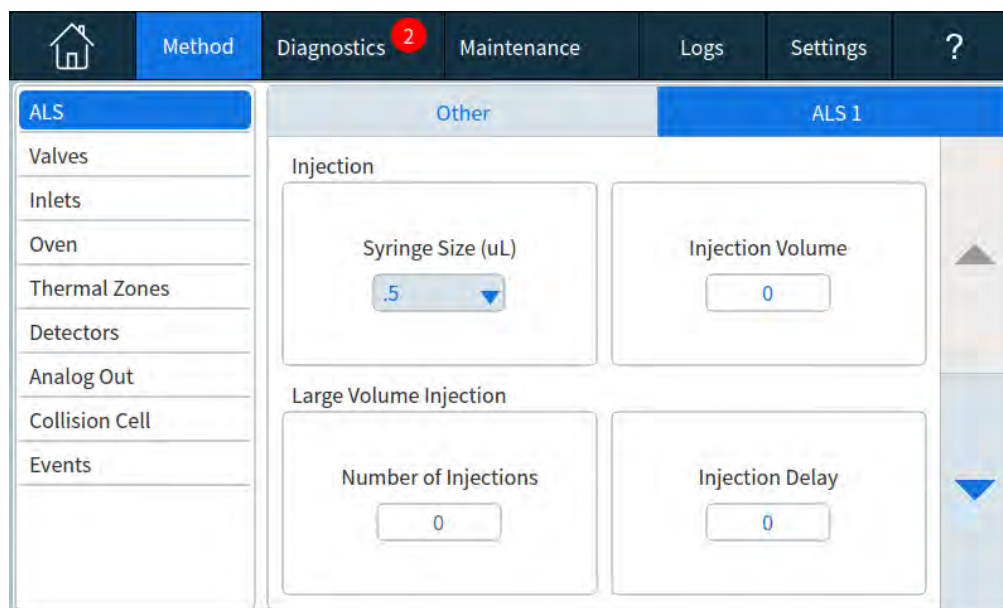 Method Diagnostics 2 Maintenance Logs Settings ?
ALS
Valves
Inlets
Oven
Thermal Zones
Detectors
Analog Out
Collision Cell
Events
Other ALS 1
Injection
Syringe Size (uL)
.5
Injection Volume
0
Large Volume Injection
Number of Injections
0
Injection Delay
0